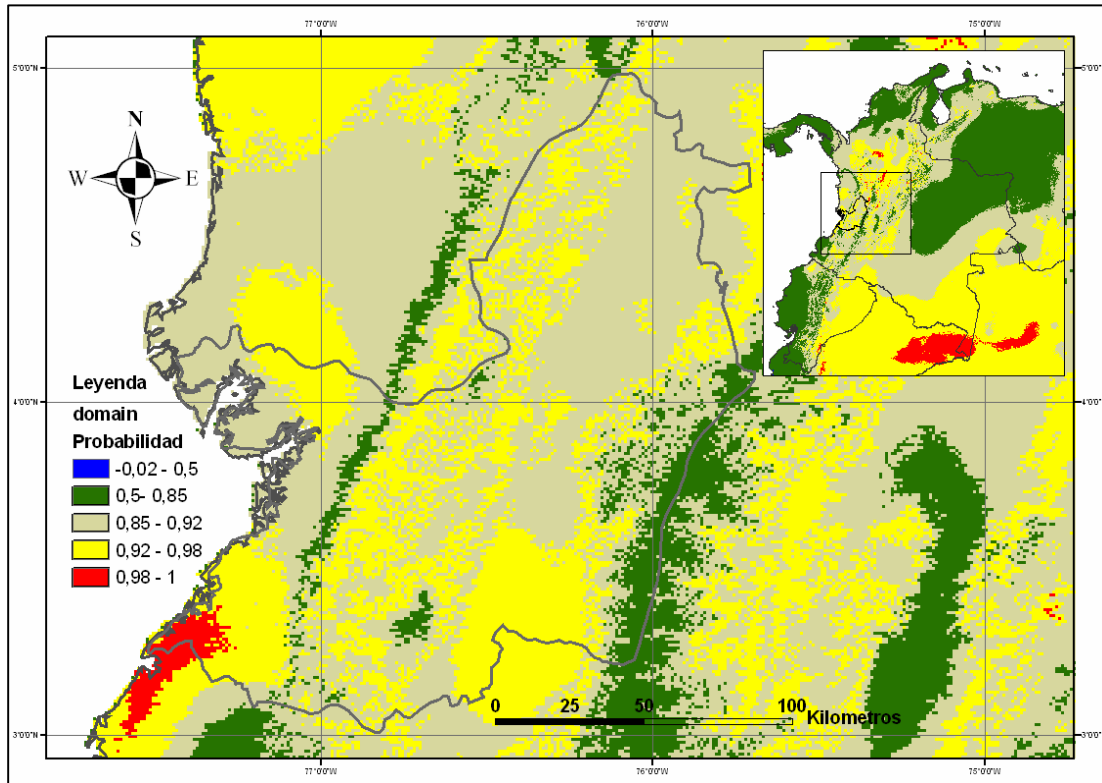 77°0'0"W 76°0'0"W 75°0'0"W
5°0'0"N 5°0'0"N
N
W E
S
4°0'0"N
Leyenda
domain
Probabilidad
-0,02 - 0,5
0,5- 0,85
0,85 - 0,92
0,92 - 0,98
0,98 - 1
0 25 50 100
Kilometros
3°0'0"N 3°0'0"N
77°0'0"W 76°0'0"W 75°0'0"W